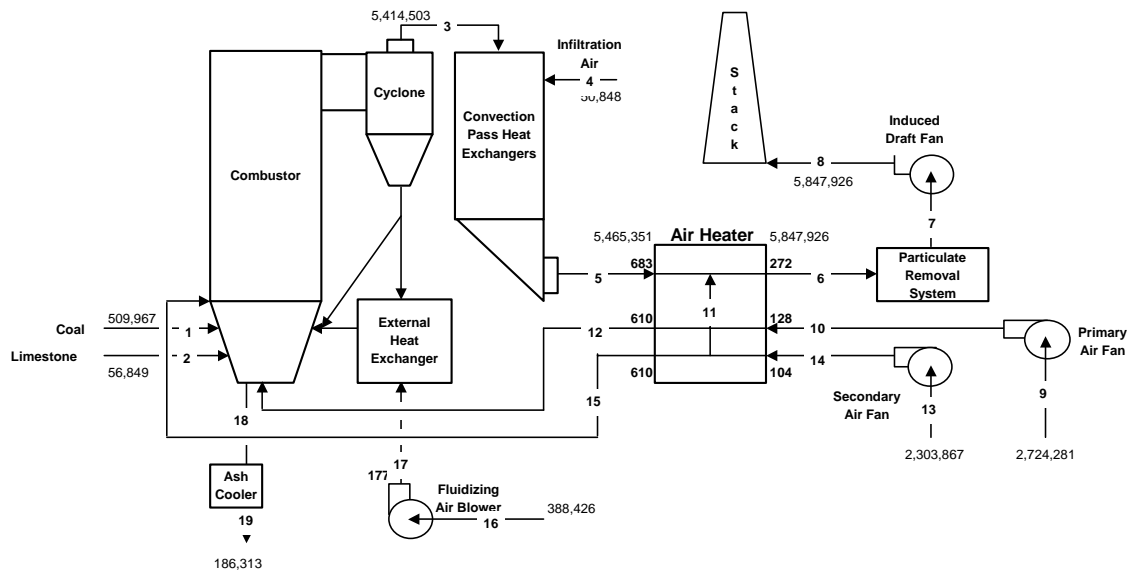 5,414,503
3
Infiltration
Air
4
Cyclone
Convection
Pass Heat
Exchangers
Combustor
S
t
a
c
k
Induced
Draft Fan
8
5,847,926
7
5,465,351
Air Heater
5,847,926
683
272
5
6
Particulate
Removal
System
11
Coal
509,967
1
External
Heat
Exchanger
12
610
128
10
Primary
Air Fan
Limestone
2
56,849
610
104
14
15
Secondary
Air Fan
13
9
18
2,303,867
2,724,281
Ash
Cooler
17
177
Fluidizing
Air Blower
388,426
16
19
186,313